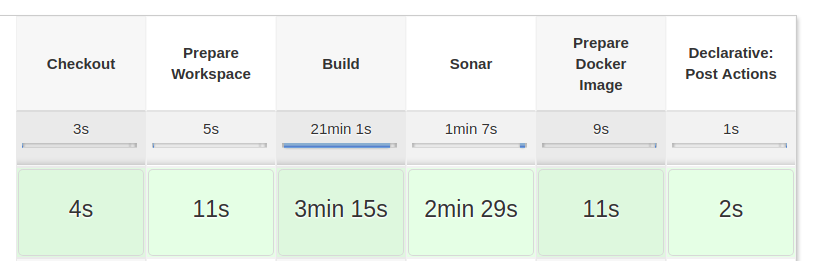 Checkout
Prepare
Workspace
Build
Sonar
Prepare
Docker
Image
Declarative:
Post Actions
3s
5s
21min 1s
1min 7s
9s
1s
4s
11s
3min 15s
2min 29s
11s
2s